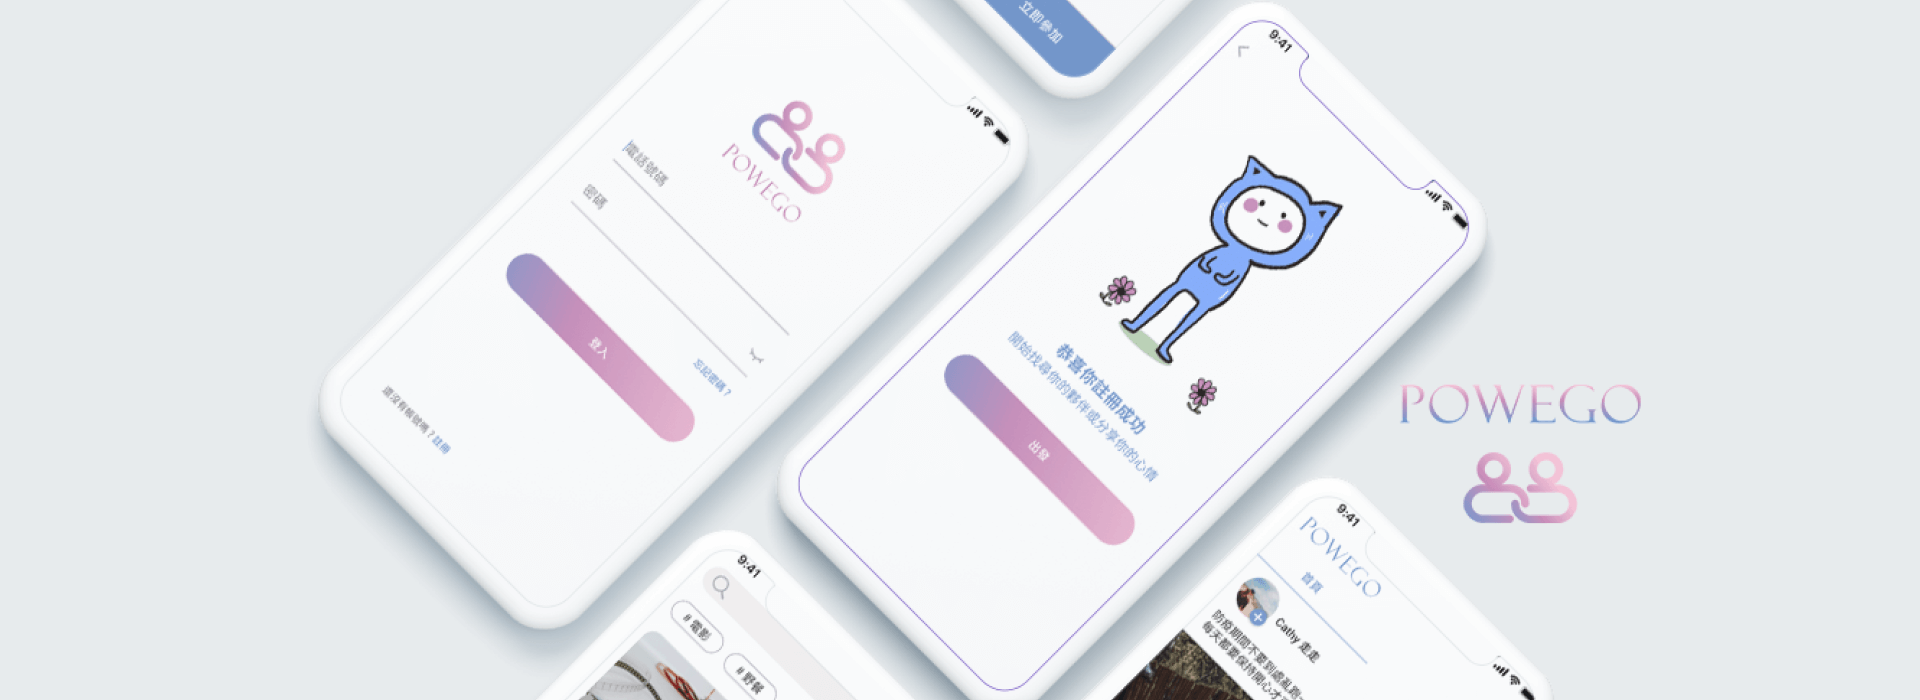 立即參加
POWEGO
電話號碼
密碼
忘記密碼？
登入
還沒有帳號嗎？註冊
9:41
恭喜你註冊成功
開始找尋你的夥伴或分享你的心情
出發
POWEGO
9:41
#電影
#野餐
9:41
POWEGO
首頁
Cathy 走走
防疫期間不要到處亂跑~
每天都要保持開心才